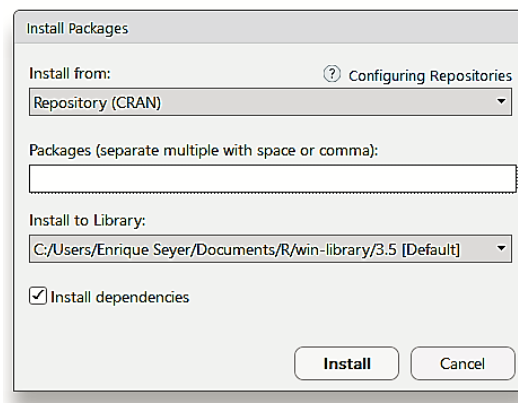 Install Packages
Install from:
? Configuring Repositories
Repository (CRAN)
Packages (separate multiple with space or comma):
Install to Library:
C:/Users/Enrique Seyer/Documents/R/win-library/3.5 [Default]
Install dependencies
Install
Cancel